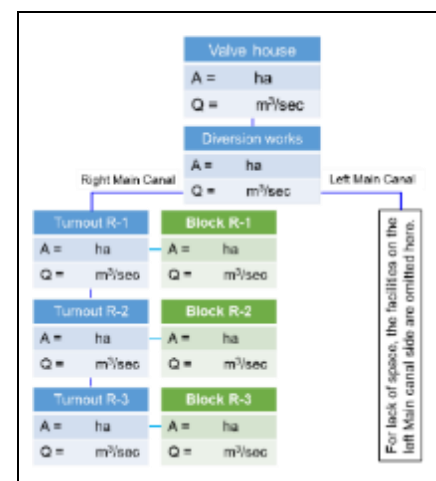 Valve house
A = ha
Q = m³/sec
Diversion works
A = ha
Q = m³/sec
Right Main Canal
Left Main Canal
Turnout R-1
A = ha
Q = m³/sec
Block R-1
A = ha
Q = m³/sec
Turnout R-2
A = ha
Q = m³/sec
Block R-2
A = ha
Q = m³/sec
Turnout R-3
A = ha
Q = m³/sec
Block R-3
A = ha
Q = m³/sec
For lack of space, the facilities on the
left Main canal side are omitted here.